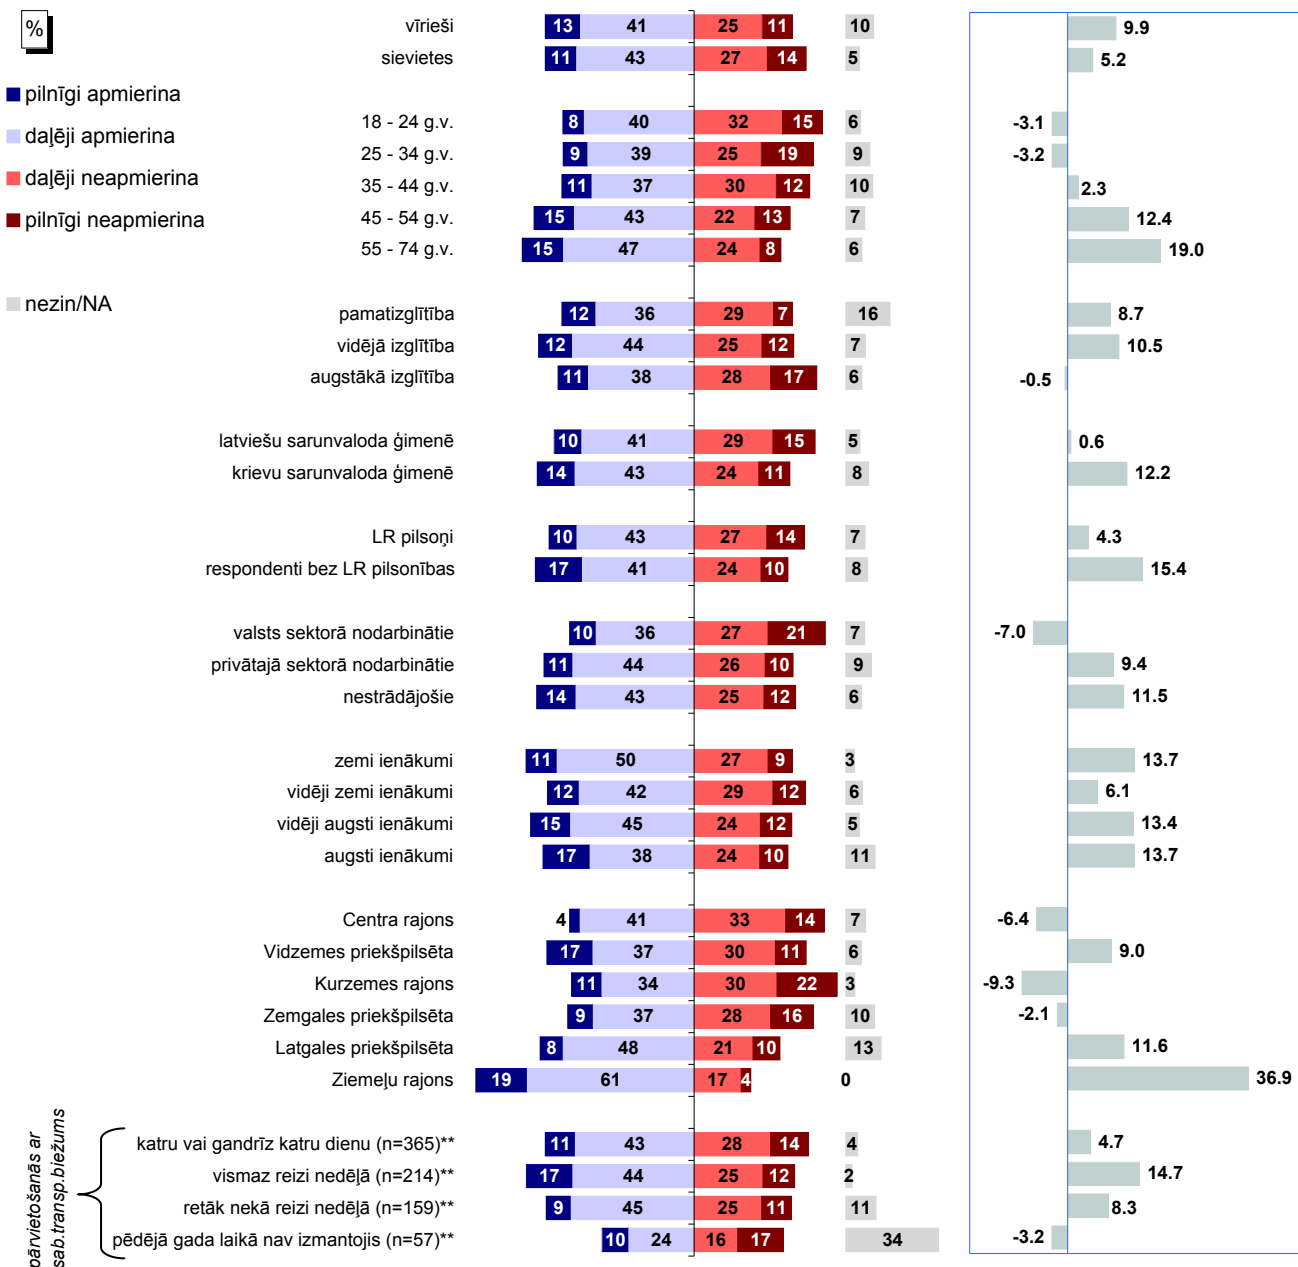 %
pilnīgi apmierina
daļēji apmierina
daļēji neapmierina
pilnīgi neapmierina
nezin/NA
vīrieši 13 41 25 11 10 9.9
sievietes 11 43 27 14 5 5.2
18 - 24 g.v. 8 40 32 15 6 -3.1
25 - 34 g.v. 9 39 25 19 9 -3.2
35 - 44 g.v. 11 37 30 12 10 2.3
45 - 54 g.v. 15 43 22 13 7 12.4
55 - 74 g.v. 15 47 24 8 6 19.0
pamatizglītība 12 36 29 7 16 8.7
vidējā izglītība 12 44 25 12 7 10.5
augstākā izglītība 11 38 28 17 6 -0.5
latviešu sarunvaloda ģimenē 10 41 29 15 5 0.6
krievu sarunvaloda ģimenē 14 43 24 11 8 12.2
LR pilsoņi 10 43 27 14 7 4.3
respondenti bez LR pilsonības 17 41 24 10 8 15.4
valsts sektorā nodarbinātie 10 36 27 21 7 -7.0
privātajā sektorā nodarbinātie 11 44 26 10 9 9.4
nestrādājošie 14 43 25 12 6 11.5
zemi ienākumi 11 50 27 9 3 13.7
vidēji zemi ienākumi 12 42 29 12 6 6.1
vidēji augsti ienākumi 15 45 24 12 5 13.4
augsti ienākumi 17 38 24 10 11 13.7
Centra rajons 4 41 33 14 7 -6.4
Vidzemes priekšpilsēta 17 37 30 11 6 9.0
Kurzemes rajons 11 34 30 22 3 -9.3
Zemgales priekšpilsēta 9 37 28 16 10 -2.1
Latgales priekšpilsēta 8 48 21 10 13 11.6
Ziemeļu rajons 19 61 17 4 0 36.9
pārvietošanās ar
sab.transp.biežums
katru vai gandrīz katru dienu (n=365)** 11 43 28 14 4 4.7
vismaz reizi nedēļā (n=214)** 17 44 25 12 2 14.7
retāk nekā reizi nedēļā (n=159)** 9 45 25 11 11 8.3
pēdējā gada laikā nav izmantojis (n=57)** 10 24 16 17 34 -3.2